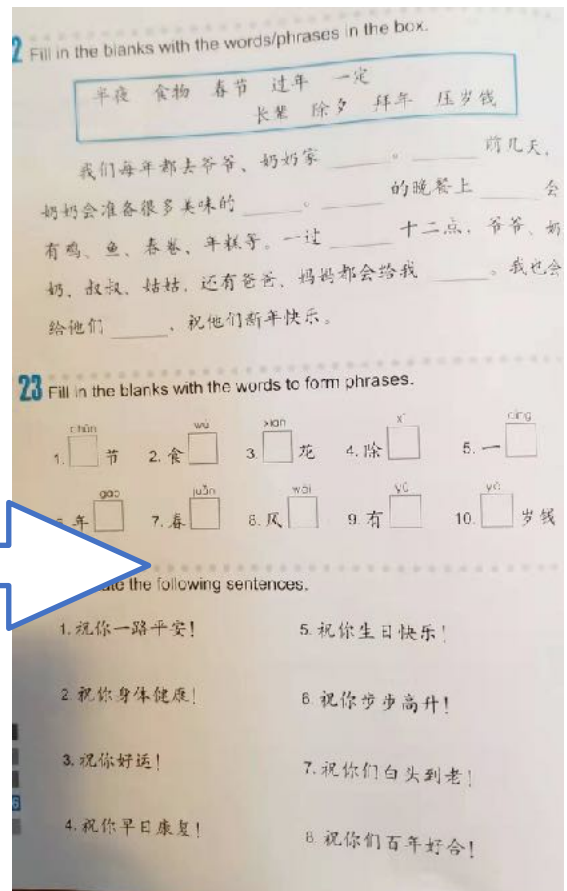 2 Fill in the blanks with the words/phrases in the box.
半夜 食物 春节 过年 一定
长辈 除夕 拜年 压岁钱
我们每年都去爷爷、奶奶家 ______。 ______ 前几天,
奶奶会准备很多美味的 ______。 ______ 的晚餐上 ______ 会
有鸡、鱼、春卷、年糕等。一过 ______ 十二点,爷爷、奶
奶、叔叔、姑姑,还有爸爸、妈妈都会给我 ______。我也会
给他们 ______,祝他们新年快乐。
23 Fill in the blanks with the words to form phrases.
chūn wù xiān xī dìng
1. □ 节 2. 食 □ 3. □ 花 4. 除 □ 5. 一 □
gāo juǎn wèi yǒu yā
年 □ 7. 春 □ 8. 风 □ 9. 有 □ 10. □ 岁钱
the following sentences.
1. 祝你一路平安! 5. 祝你生日快乐!
2 祝你身体健康! 6. 祝你步步高升!
3. 祝你好运! 7. 祝你们白头到老!
4. 祝你早日康复! 8 祝你们百年好合!
6